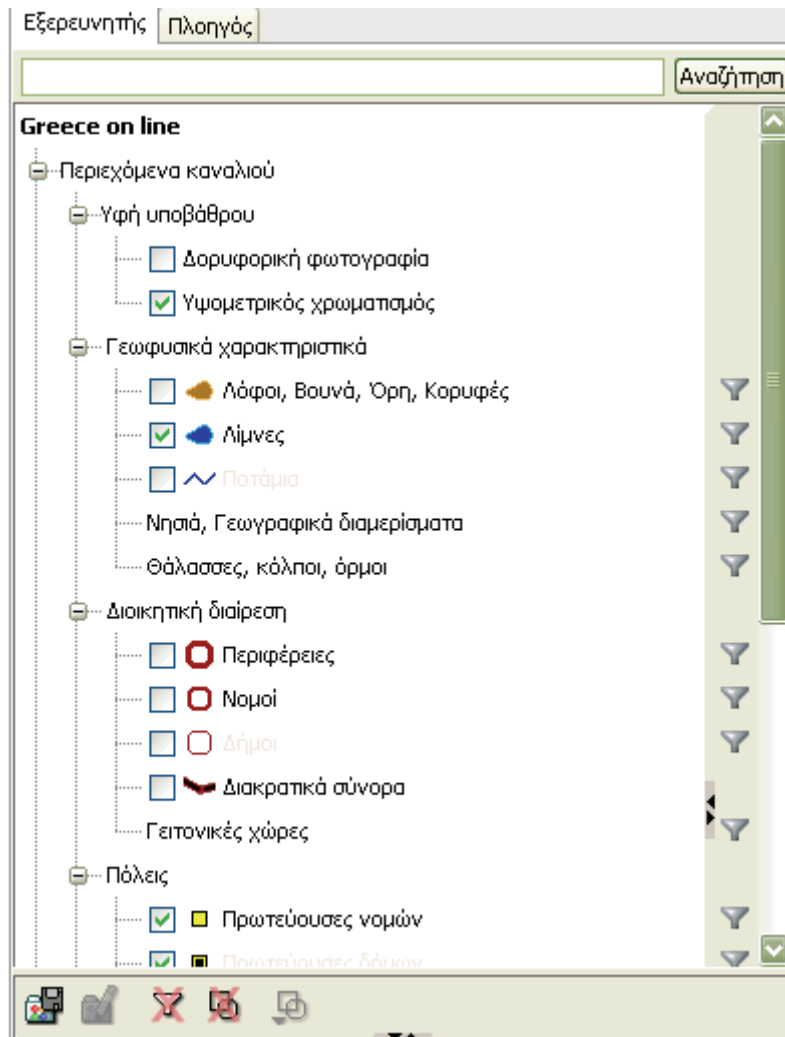 Εξερευνητής Πλοηγός
Αναζήτηση
Greece on line
Περιεχόμενα καναλιού
Υφή υποβάθρου
Δορυφορική φωτογραφία
Υψομετρικός χρωματισμός
Γεωφυσικά χαρακτηριστικά
Λόφοι, Βουνά, Όρη, Κορυφές
Λίμνες
Ποτάμια
Νησιά, Γεωγραφικά διαμερίσματα
Θάλασσες, κόλποι, όρμοι
Διοικητική διαίρεση
Περιφέρειες
Νομοί
Δήμοι
Διακρατικά σύνορα
Γειτονικές χώρες
Πόλεις
Πρωτεύουσες νομών
Πρωτεύουσες δήμων